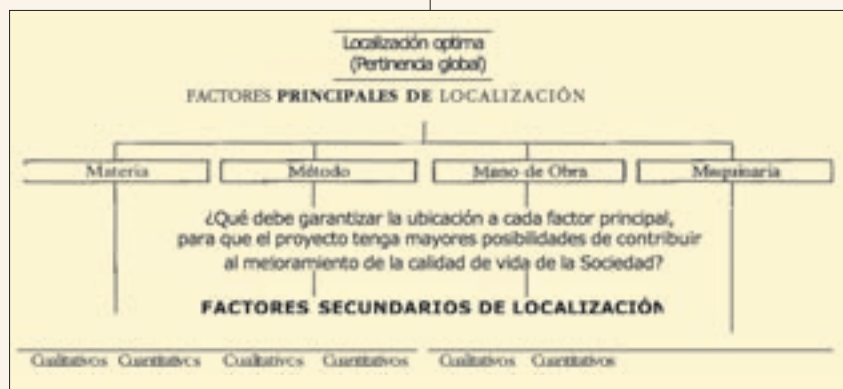 Localización optima
(Pertinencia global)
FACTORES PRINCIPALES DE LOCALIZACIÓN
Materia Método Mano de Obra Maquinaria
¿Qué debe garantizar la ubicación a cada factor principal,
para que el proyecto tenga mayores posibilidades de contribuir
al mejoramiento de la calidad de vida de la Sociedad?
FACTORES SECUNDARIOS DE LOCALIZACIÓN
Cualitativos Cuantitativos Cualitativos Cuantitativos Cualitativos Cuantitativos